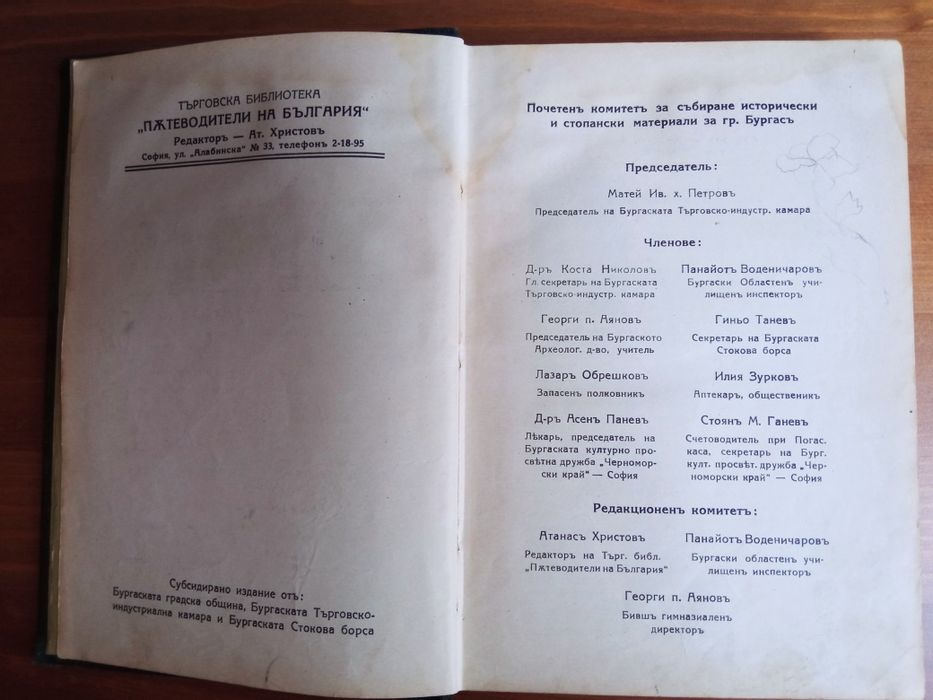 ТЪРГОВСКА БИБЛИОТЕКА
„ПѪТЕВОДИТЕЛИ НА БЪЛГАРИЯ“
Редакторъ — Ат. Христовъ
София, ул. „Алабинска“ № 33, телефонъ 2-18-95
Субсидирано издание отъ:
Бургаската градска община, Бургаската Търговско-
индустриална камара и Бургаската Стокова борса
Почетенъ комитетъ за събиране исторически
и стопански материали за гр. Бургасъ
Председатель:
Матей Ив. х. Петровъ
Председатель на Бургаската Търговско-индустр. камара
Членове:
Д-ръ Коста Николовъ
Гл. секретарь на Бургаската
Търговско-индустр. камара
Панайотъ Воденичаровъ
Бургаски Областенъ учи-
лищенъ инспекторъ
Георги п. Аяновъ
Председатель на Бургаското
Археолог. д-во, учитель
Гиньо Таневъ
Секретарь на Бургаската
Стокова борса
Лазаръ Обрешковъ
Запасенъ полковникъ
Илия Зурковъ
Аптекарь, общественикъ
Д-ръ Асенъ Паневъ
Лѣкарь, председатель на
Бургаската културно про-
свѣтна дружба „Черномор-
ски край“ — София
Стоянъ М. Ганевъ
Счетоводитель при Погас.
каса, секретарь на Бург.
култ. просвѣт. дружба „Чер-
номорски край“ — София
Редакционенъ комитетъ:
Атанасъ Христовъ
Редакторъ на Търг. библ.
„Пѫтеводители на България“
Панайотъ Воденичаровъ
Бургаски областенъ учи-
лищенъ инспекторъ
Георги п. Аяновъ
Бившъ гимназиаленъ
директоръ